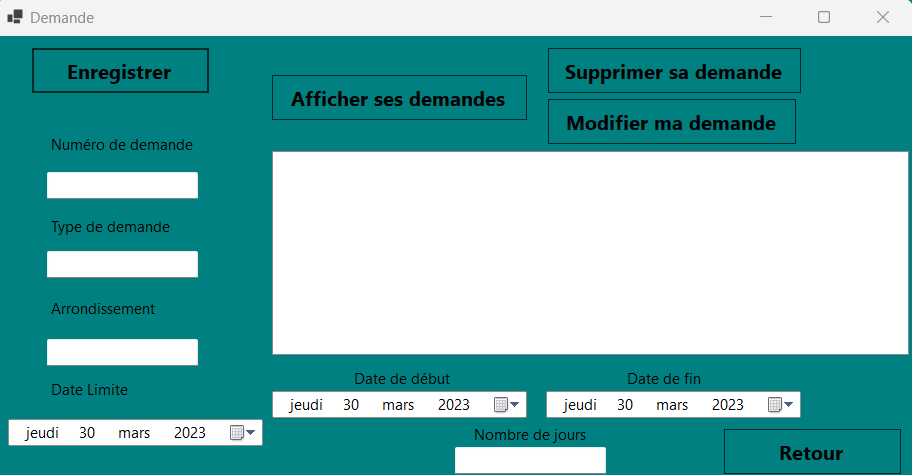 Demande
Enregistrer
Afficher ses demandes
Supprimer sa demande
Modifier ma demande
Numéro de demande
Type de demande
Arrondissement
Date Limite
jeudi 30 mars 2023
Date de début
jeudi 30 mars 2023
Date de fin
jeudi 30 mars 2023
Nombre de jours
Retour